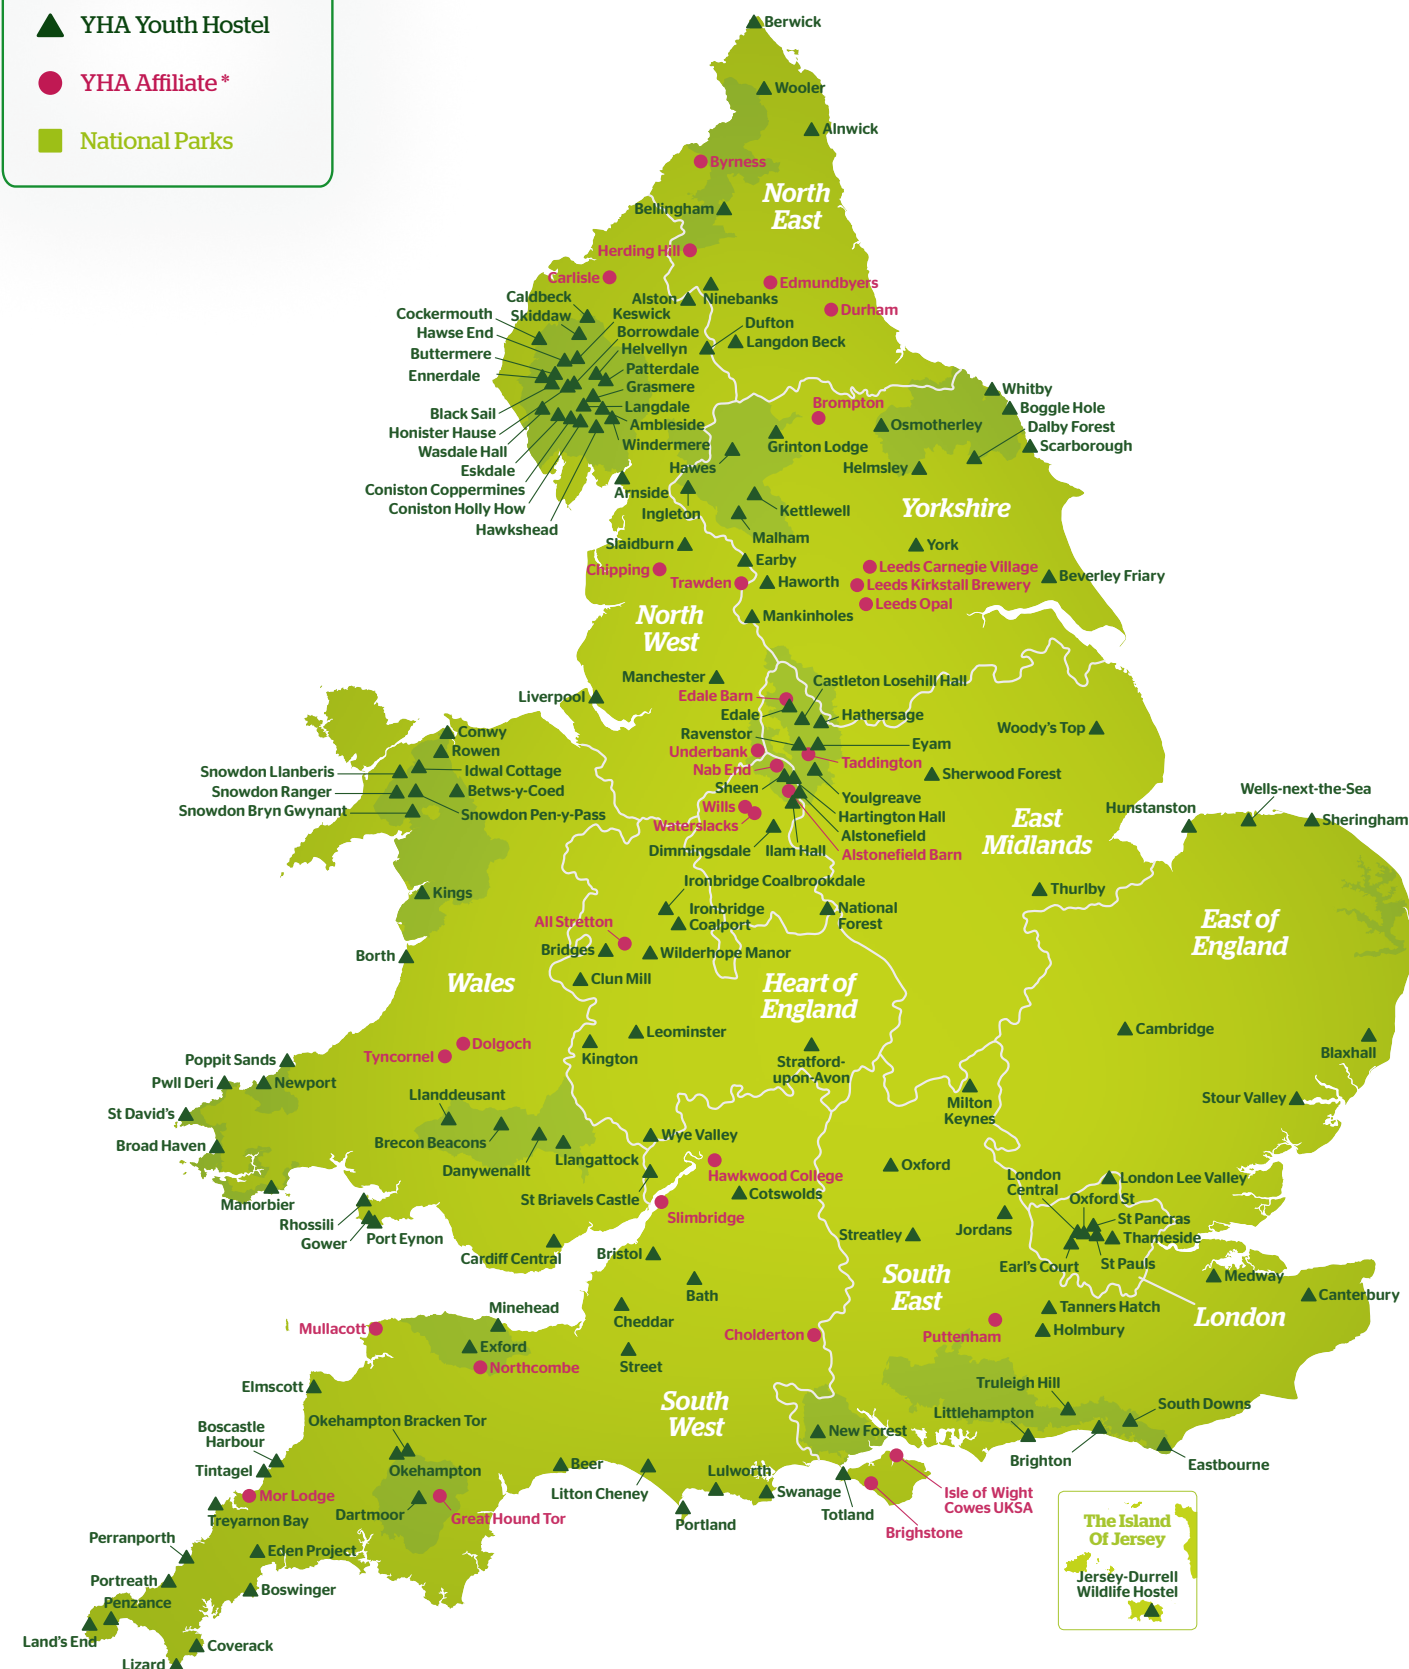 YHA Youth Hostel
YHA Affiliate*
National Parks
Berwick
Wooler
Alnwick
Byrness
North
East
Bellingham
Herding Hill
Carlisle
Edmundbyers
Caldbeck
Alston
Ninebanks
Durham
Cockermouth
Skiddaw
Keswick
Dufton
Hawse End
Borrowdale
Langdon Beck
Buttermere
Helvellyn
Ennerdale
Patterdale
Grasmere
Whitby
Black Sail
Langdale
Brompton
Boggle Hole
Honister Hause
Ambleside
Osmotherley
Dalby Forest
Wasdale Hall
Windermere
Grinton Lodge
Scarborough
Eskdale
Hawes
Helmsley
Coniston Coppermines
Arnside
Coniston Holly How
Ingleton
Kettlewell
Yorkshire
Hawkshead
Malham
Slaidburn
York
Earby
Chipping
Leeds Carnegie Village
Beverley Friary
Trawden
Haworth
Leeds Kirkstall Brewery
Leeds Opal
North
West
Mankinholes
Manchester
Castleton Losehill Hall
Liverpool
Edale Barn
Edale
Hathersage
Woody's Top
Conwy
Ravenstor
Eyam
Rowen
Underbank
Taddington
Snowdon Llanberis
Idwal Cottage
Nab End
Sherwood Forest
Snowdon Ranger
Betws-y-Coed
Sheen
Youlgreave
Wells-next-the-Sea
Snowdon Bryn Gwynant
Snowdon Pen-y-Pass
Wills
Hartington Hall
Hunstanston
Sheringham
Waterslacks
Alstonefield
East
Midlands
Dimmingsdale
Ilam Hall
Alstonefield Barn
Kings
Ironbridge Coalbrookdale
Thurlby
Ironbridge
Coalport
National
Forest
East of
England
All Stretton
Bridges
Wilderhope Manor
Borth
Clun Mill
Wales
Heart of
England
Leominster
Cambridge
Dolgoch
Tyncornel
Kington
Stratford-
upon-Avon
Blaxhall
Poppit Sands
Pwll Deri
Newport
Llanddeusant
Milton
Keynes
Stour Valley
St David's
Brecon Beacons
Wye Valley
Broad Haven
Danywenallt
Llangattock
Oxford
Hawkwood College
London
Central
London Lee Valley
Manorbier
St Briavels Castle
Cotswolds
Oxford St
Rhossili
Slimbridge
Jordans
St Pancras
Gower
Port Eynon
Streatley
Thameside
Cardiff Central
Bristol
Earl's Court
St Pauls
South
East
Medway
Bath
Canterbury
Minehead
Cheddar
Tanners Hatch
London
Mullacott
Cholderton
Puttenham
Holmbury
Exford
Northcombe
Street
Elmscott
South
West
Truleigh Hill
South Downs
Boscastle
Harbour
Okehampton Bracken Tor
Littlehampton
New Forest
Tintagel
Okehampton
Beer
Lulworth
Brighton
Eastbourne
Mor Lodge
Litton Cheney
Swanage
Isle of Wight
Cowes UKSA
Treyarnon Bay
Dartmoor
Great Hound Tor
Portland
Totland
Brighstone
Perranporth
Eden Project
The Island
Of Jersey
Portreath
Boswinger
Jersey-Durrell
Wildlife Hostel
Penzance
Land's End
Coverack
Lizard